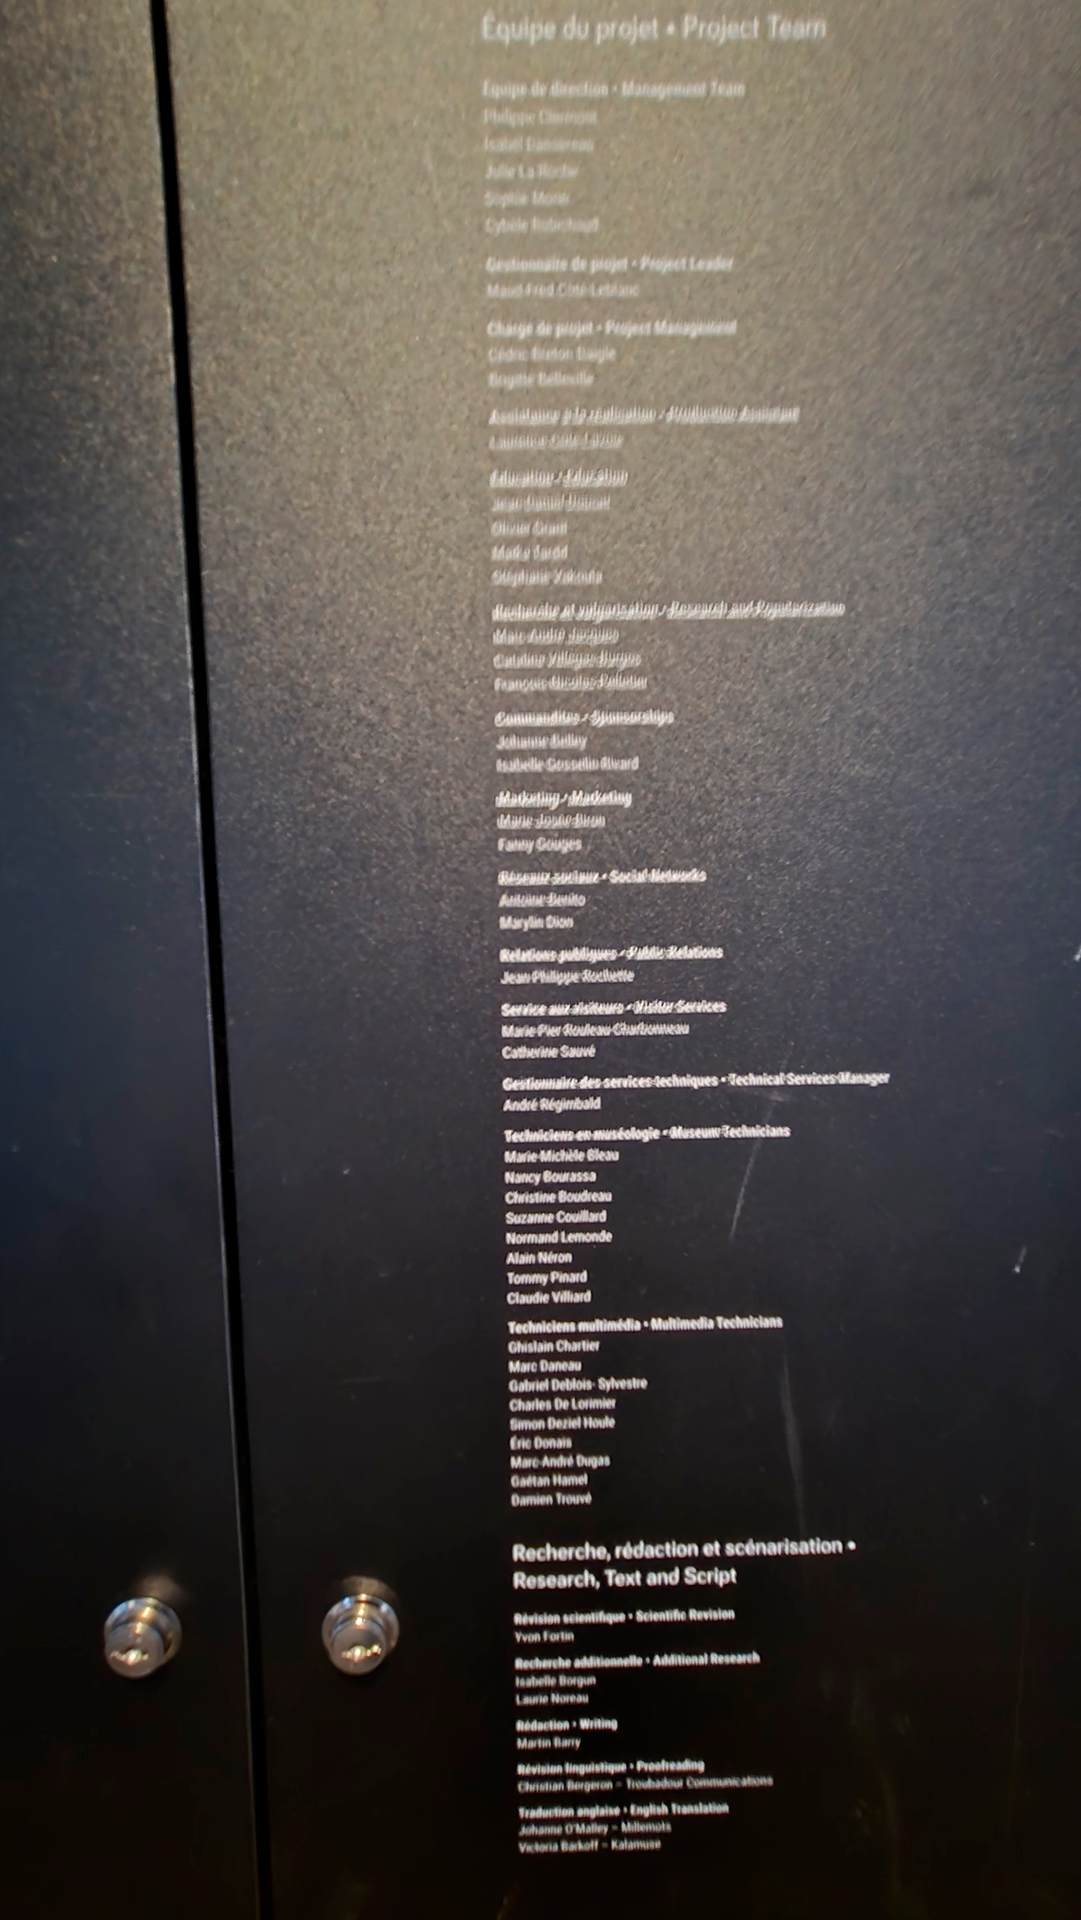 Équipe du projet • Project Team
Équipe de direction • Management Team
Philippe Clermont
Isabel Dansereau
Julie La Roche
Sophie Morin
Cybèle Robichaud
Gestionnaire de projet • Project Leader
Maud-Fred Côté-Leblanc
Charge de projet • Project Management
Cédric Breton Daigle
Brigitte Belleville
Assistance à la réalisation • Production Assistant
Laurence Côté-Lavoie
Éducation • Education
Jean-Daniel Doucet
Olivier Grant
Stéphanie Yakoula
Recherche et vulgarisation • Research and Popularization
Marc-André Jacques
Catalina Villegas Burgos
François-Nicolas Pelletier
Commandites • Sponsorships
Johanne Belley
Isabelle Gosselin-Rivard
Marketing • Marketing
Marie-Josée Biron
Fanny Gouges
Réseaux sociaux • Social Networks
Antoine Benito
Marylin Dion
Relations publiques • Public Relations
Jean-Philippe Rochette
Service aux visiteurs • Visitor Services
Marie-Pier Rouleau-Charbonneau
Catherine Sauvé
Gestionnaire des services techniques • Technical Services Manager
André Régimbald
Techniciens en muséologie • Museum Technicians
Marie-Michèle Bleau
Nancy Bourassa
Christine Boudreau
Suzanne Couillard
Normand Lemonde
Alain Néron
Tommy Pinard
Claudie Villiard
Techniciens multimédia • Multimedia Technicians
Ghislain Chartier
Marc Daneau
Gabriel Deblois- Sylvestre
Charles De Lorimier
Simon Deziel Houle
Éric Donais
Marc-André Dugas
Gaétan Hamel
Damien Trouvé
Recherche, rédaction et scénarisation •
Research, Text and Script
Révision scientifique • Scientific Revision
Yvon Fortin
Recherche additionnelle • Additional Research
Isabelle Borgun
Laurie Noreau
Rédaction • Writing
Martin Barry
Révision linguistique • Proofreading
Christian Bergeron – Troubadour Communications
Traduction anglaise • English Translation
Johanne O'Malley – Millemots
Victoria Barkoff – Kalamuse